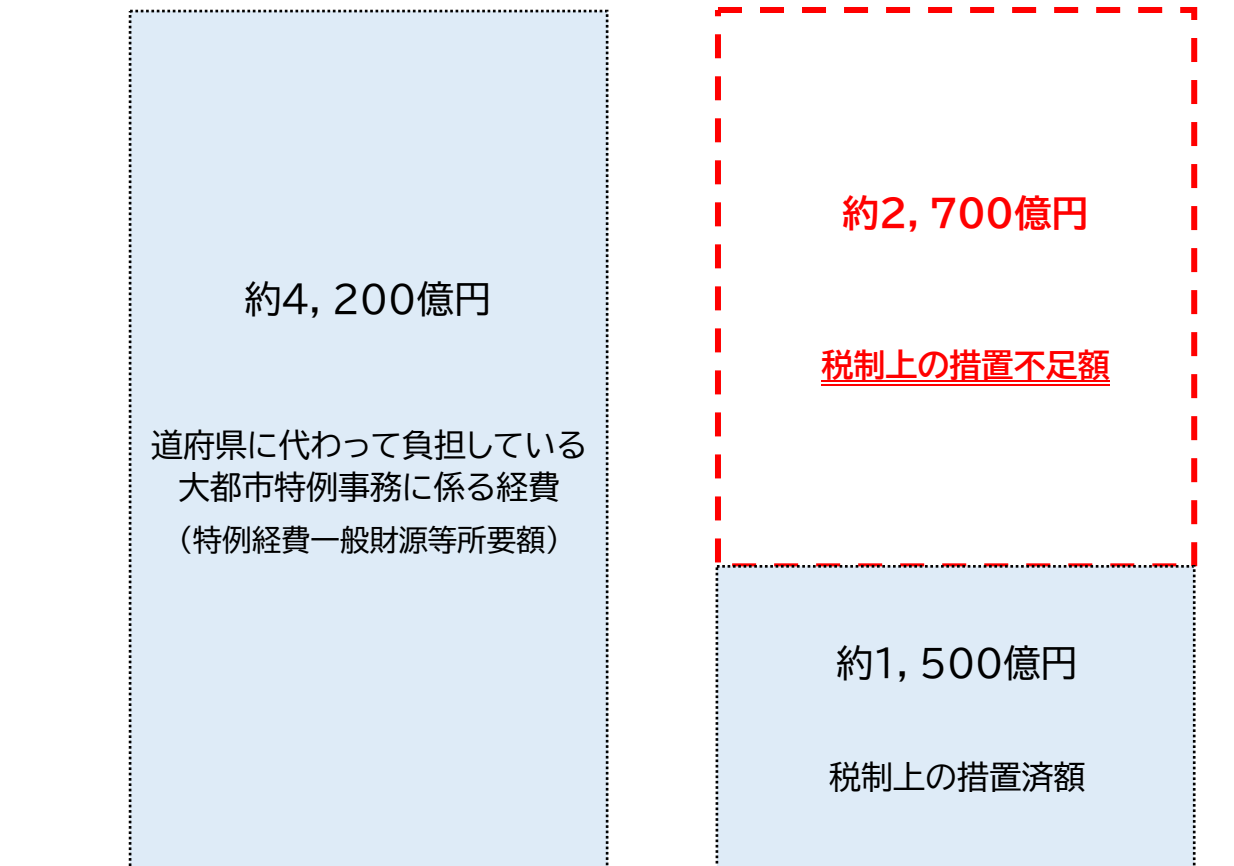 約4，200億円
道府県に代わって負担している
大都市特例事務に係る経費
（特例経費一般財源等所要額）
約2，700億円
税制上の措置不足額
約1，500億円
税制上の措置済額